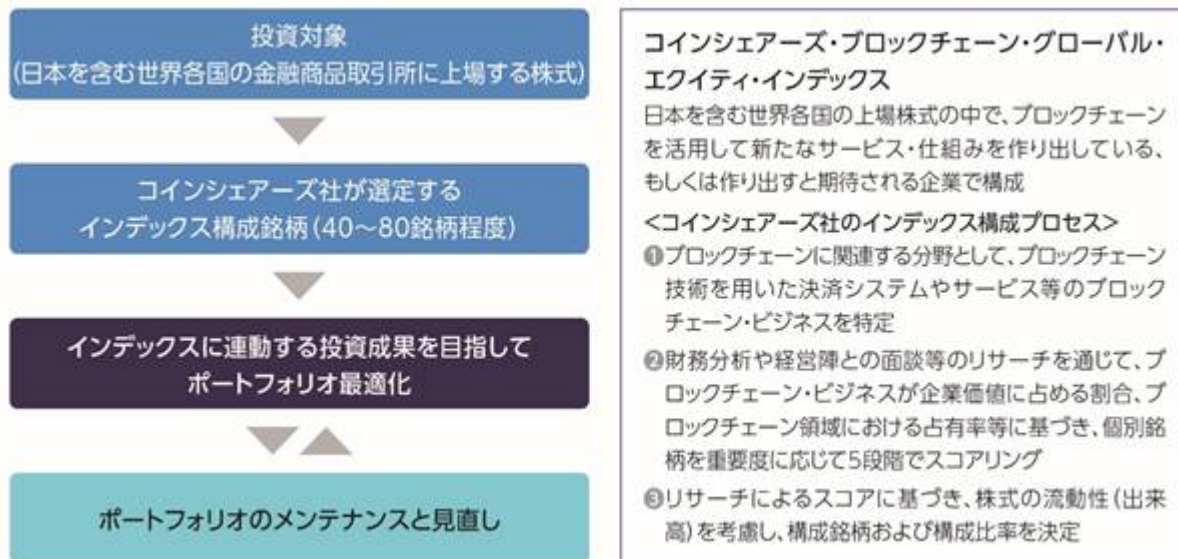 投資対象
(日本を含む世界各国の金融商品取引所に上場する株式)
コインシェアーズ社が選定する
インデックス構成銘柄(40～80銘柄程度)
インデックスに連動する投資成果を目指して
ポートフォリオ最適化
ポートフォリオのメンテナンスと見直し
コインシェアーズ・ブロックチェーン・グローバル・
エクイティ・インデックス
日本を含む世界各国の上場株式の中で、ブロックチェーン
を活用して新たなサービス・仕組みを作り出している、
もしくは作り出すと期待される企業で構成
<コインシェアーズ社のインデックス構成プロセス>
❶ブロックチェーンに関連する分野として、ブロックチェーン
技術を用いた決済システムやサービス等のブロック
チェーン・ビジネスを特定
❷財務分析や経営陣との面談等のリサーチを通じて、ブ
ロックチェーン・ビジネスが企業価値に占める割合、ブ
ロックチェーン領域における占有率等に基づき、個別銘
柄を重要度に応じて5段階でスコアリング
❸リサーチによるスコアに基づき、株式の流動性(出来
高)を考慮し、構成銘柄および構成比率を決定